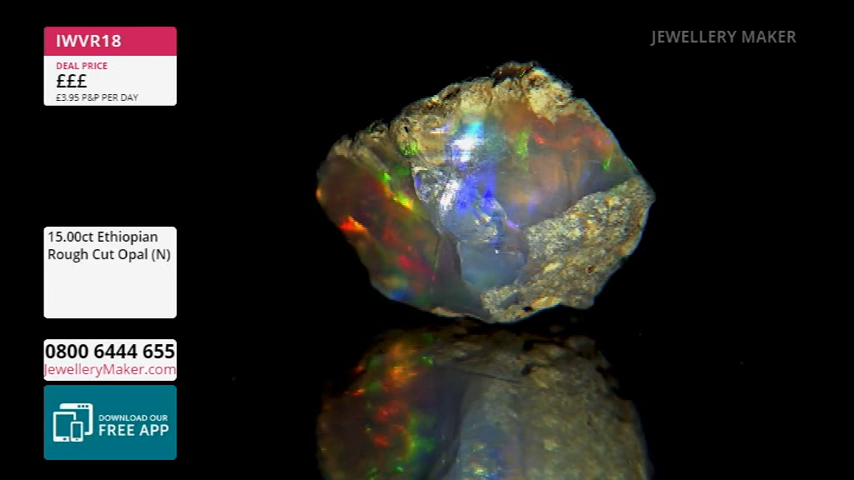 IWVR18
DEAL PRICE
£££
£3.95 P&P PER DAY
JEWELLERY MAKER
15.00ct Ethiopian
Rough Cut Opal (N)
0800 6444 655
JewelleryMaker.com
DOWNLOAD OUR
FREE APP